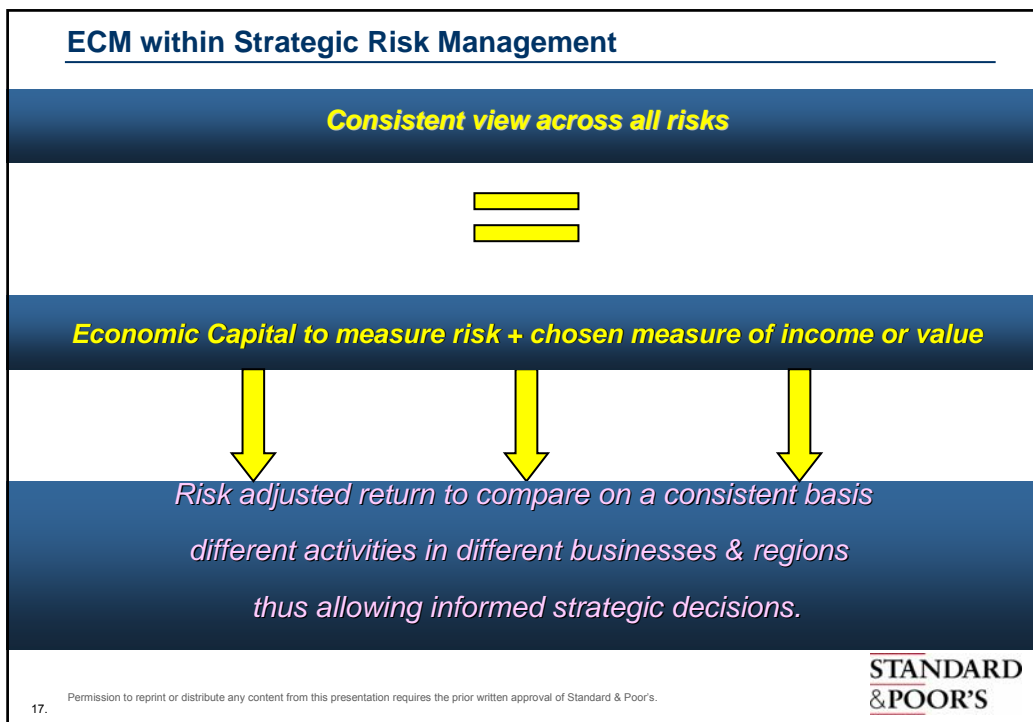 ECM within Strategic Risk Management
Consistent view across all risks
Economic Capital to measure risk + chosen measure of income or value
Risk adjusted return to compare on a consistent basis
different activities in different businesses & regions
thus allowing informed strategic decisions.
17.
Permission to reprint or distribute any content from this presentation requires the prior written approval of Standard & Poor's.
STANDARD
&POOR'S